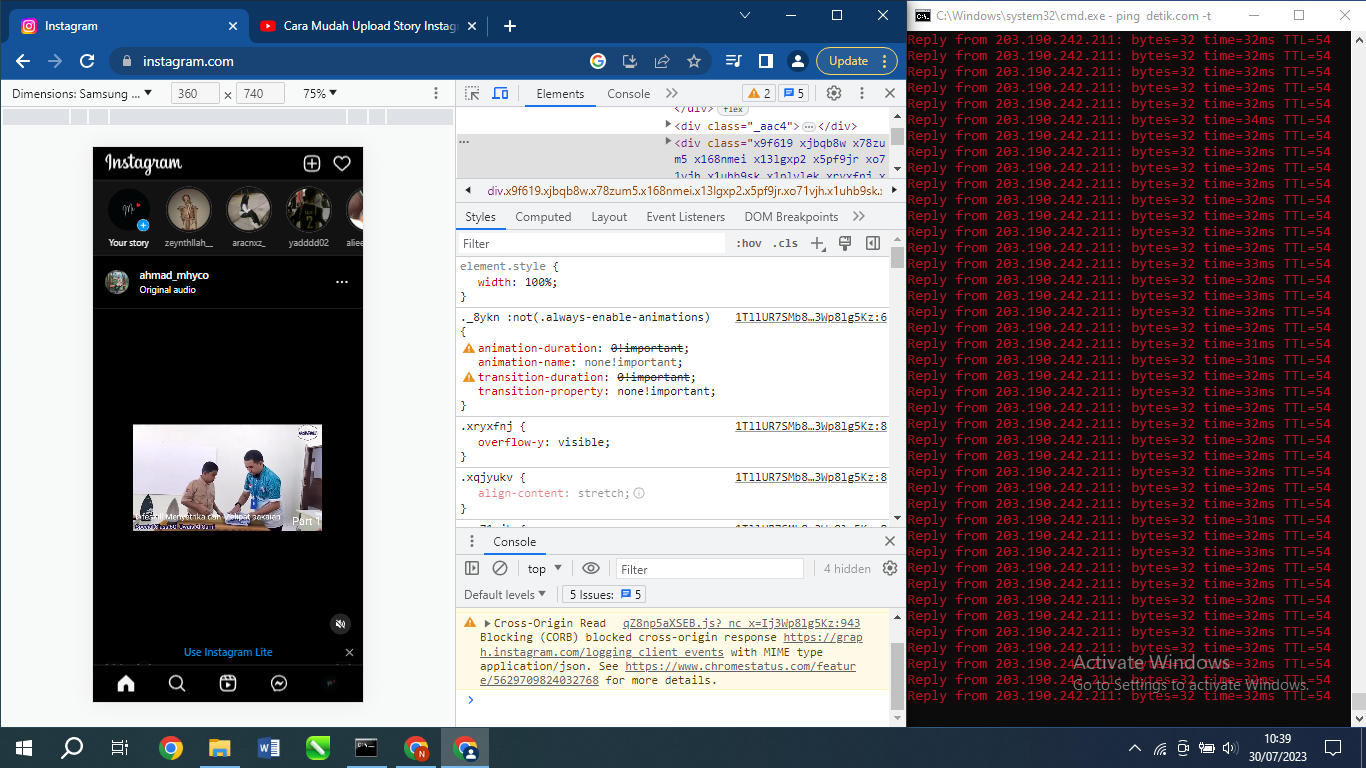 Instagram
Cara Mudah Upload Story Instag
instagram.com
Update
Dimensions: Samsung ...
360
×
740
75%
Instagram
Your story
zeynthllah__
aracnxz_
yadddd02
aliee
ahmad_mhyco
Original audio
Part 1
Use Instagram Lite
Elements
Console
2
5
</div>
flex
<div class="_aac4">
</div>
<div class="x9f619 xjbqb8w x78zu
m5 x168nmei x13lgxp2 x5pf9jr xo7
1vjh x1uhb9sk x1plvlek xryxfnj x
div.x9f619.xjbqb8w.x78zum5.x168nmei.x13lgxp2.x5pf9jr.xo71vjh.x1uhb9sk.
Styles
Computed
Layout
Event Listeners
DOM Breakpoints
Filter
:hov
.cls
element.style {
width: 100%;
}
._8ykn :not(.always-enable-animations)
1TllUR7SMb8…3Wp8lg5Kz:6
{
animation-duration: 0!important;
animation-name: none!important;
transition-duration: 0!important;
transition-property: none!important;
}
.xryxfnj {
1TllUR7SMb8…3Wp8lg5Kz:8
overflow-y: visible;
}
.xqjyukv {
1TllUR7SMb8…3Wp8lg5Kz:8
align-content: stretch;
}
Console
top
Filter
4 hidden
Default levels
5 Issues:
5
Cross-Origin Read
qZ8np5aXSEB.js?_nc_x=Ij3Wp8lg5Kz:943
Blocking (CORB) blocked cross-origin response https://grap
h.instagram.com/logging_client_events with MIME type
application/json. See https://www.chromestatus.com/featur
e/5629709824032768 for more details.
C:\Windows\system32\cmd.exe - ping detik.com -t
Reply from 203.190.242.211: bytes=32 time=32ms TTL=54
Reply from 203.190.242.211: bytes=32 time=32ms TTL=54
Reply from 203.190.242.211: bytes=32 time=32ms TTL=54
Reply from 203.190.242.211: bytes=32 time=32ms TTL=54
Reply from 203.190.242.211: bytes=32 time=32ms TTL=54
Reply from 203.190.242.211: bytes=32 time=34ms TTL=54
Reply from 203.190.242.211: bytes=32 time=32ms TTL=54
Reply from 203.190.242.211: bytes=32 time=32ms TTL=54
Reply from 203.190.242.211: bytes=32 time=32ms TTL=54
Reply from 203.190.242.211: bytes=32 time=32ms TTL=54
Reply from 203.190.242.211: bytes=32 time=32ms TTL=54
Reply from 203.190.242.211: bytes=32 time=32ms TTL=54
Reply from 203.190.242.211: bytes=32 time=32ms TTL=54
Reply from 203.190.242.211: bytes=32 time=32ms TTL=54
Reply from 203.190.242.211: bytes=32 time=33ms TTL=54
Reply from 203.190.242.211: bytes=32 time=32ms TTL=54
Reply from 203.190.242.211: bytes=32 time=33ms TTL=54
Reply from 203.190.242.211: bytes=32 time=32ms TTL=54
Reply from 203.190.242.211: bytes=32 time=32ms TTL=54
Reply from 203.190.242.211: bytes=32 time=31ms TTL=54
Reply from 203.190.242.211: bytes=32 time=31ms TTL=54
Reply from 203.190.242.211: bytes=32 time=32ms TTL=54
Reply from 203.190.242.211: bytes=32 time=32ms TTL=54
Reply from 203.190.242.211: bytes=32 time=32ms TTL=54
Reply from 203.190.242.211: bytes=32 time=32ms TTL=54
Reply from 203.190.242.211: bytes=32 time=32ms TTL=54
Reply from 203.190.242.211: bytes=32 time=32ms TTL=54
Reply from 203.190.242.211: bytes=32 time=32ms TTL=54
Reply from 203.190.242.211: bytes=32 time=32ms TTL=54
Reply from 203.190.242.211: bytes=32 time=32ms TTL=54
Reply from 203.190.242.211: bytes=32 time=31ms TTL=54
Reply from 203.190.242.211: bytes=32 time=32ms TTL=54
Reply from 203.190.242.211: bytes=32 time=33ms TTL=54
Reply from 203.190.242.211: bytes=32 time=32ms TTL=54
Reply from 203.190.242.211: bytes=32 time=32ms TTL=54
Reply from 203.190.242.211: bytes=32 time=32ms TTL=54
Reply from 203.190.242.211: bytes=32 time=32ms TTL=54
Reply from 203.190.242.211: bytes=32 time=32ms TTL=54
Reply from 203.190.242.211: bytes=32 time=32ms TTL=54
Reply from 203.190.242.211: bytes=32 time=32ms TTL=54
Reply from 203.190.242.211: bytes=32 time=32ms TTL=54
Reply from 203.190.242.211: bytes=32 time=32ms TTL=54
Activate Windows
Go to Settings to activate Windows.
10:39
30/07/2023